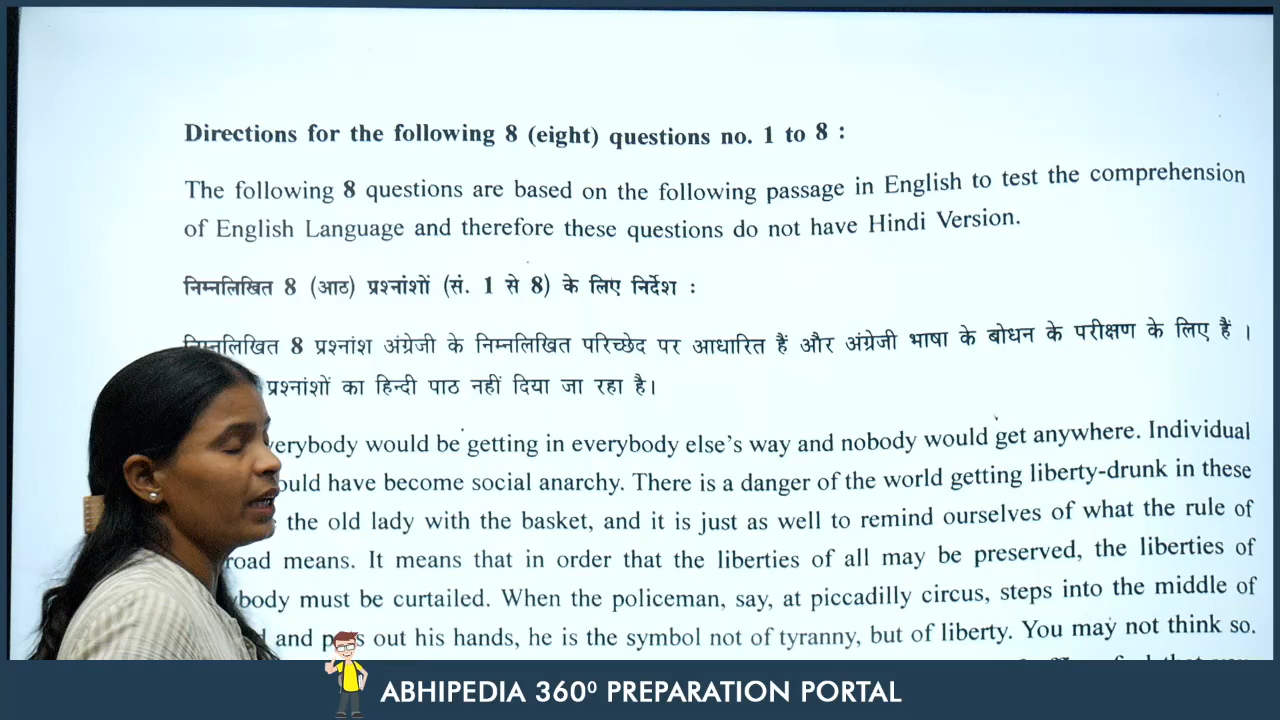 Directions for the following 8 (eight) questions no. 1 to 8 :
The following 8 questions are based on the following passage in English to test the comprehension
of English Language and therefore these questions do not have Hindi Version.
निम्नलिखित 8 (आठ) प्रश्नांशों (सं. 1 से 8) के लिए निर्देश :
निम्नलिखित 8 प्रश्नांश अंग्रेजी के निम्नलिखित परिच्छेद पर आधारित हैं और अंग्रेजी भाषा के बोधन के परीक्षण के लिए हैं ।
प्रश्नांशों का हिन्दी पाठ नहीं दिया जा रहा है।
would be getting in everybody else's way and nobody would get anywhere. Individual
have become social anarchy. There is a danger of the world getting liberty-drunk in these
the old lady with the basket, and it is just as well to remind ourselves of what the rule of
road means. It means that in order that the liberties of all may be preserved, the liberties of
must be curtailed. When the policeman, say, at piccadilly circus, steps into the middle of
and out his hands, he is the symbol not of tyranny, but of liberty. You may not think so.
ABHIPEDIA 360⁰ PREPARATION PORTAL